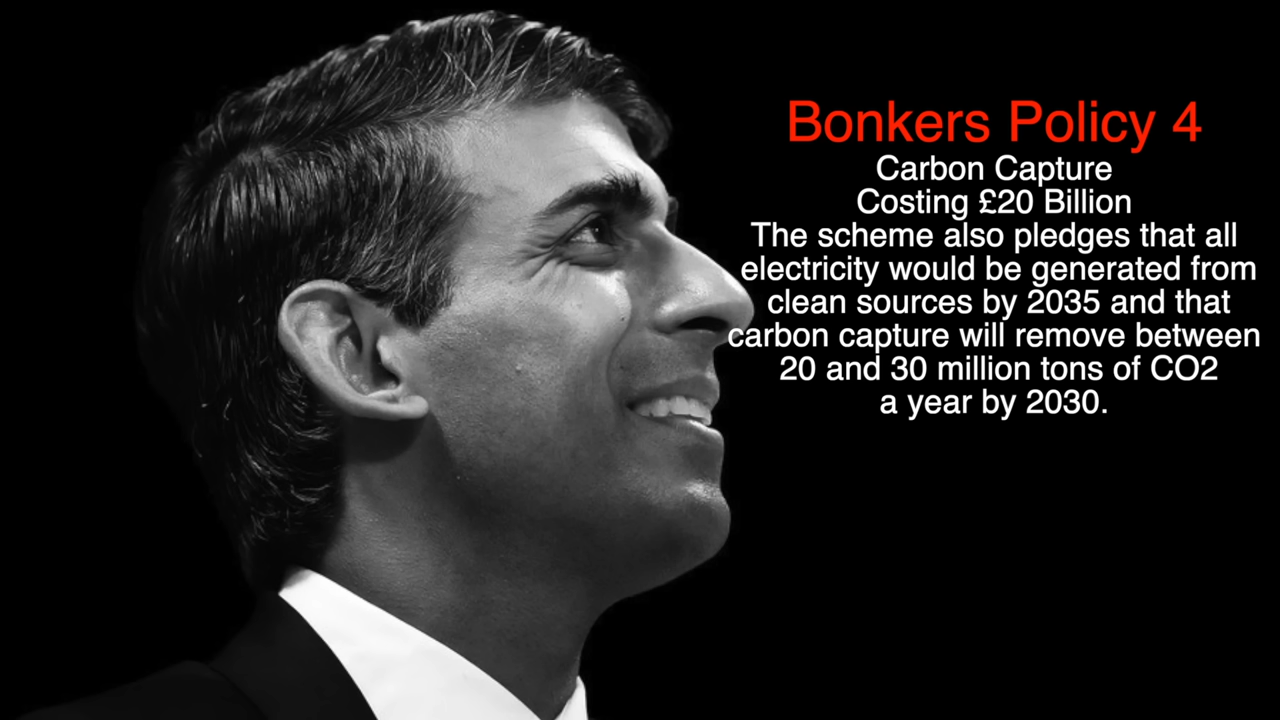 Bonkers Policy 4
Carbon Capture
Costing £20 Billion
The scheme also pledges that all
electricity would be generated from
clean sources by 2035 and that
carbon capture will remove between
20 and 30 million tons of CO2
a year by 2030.